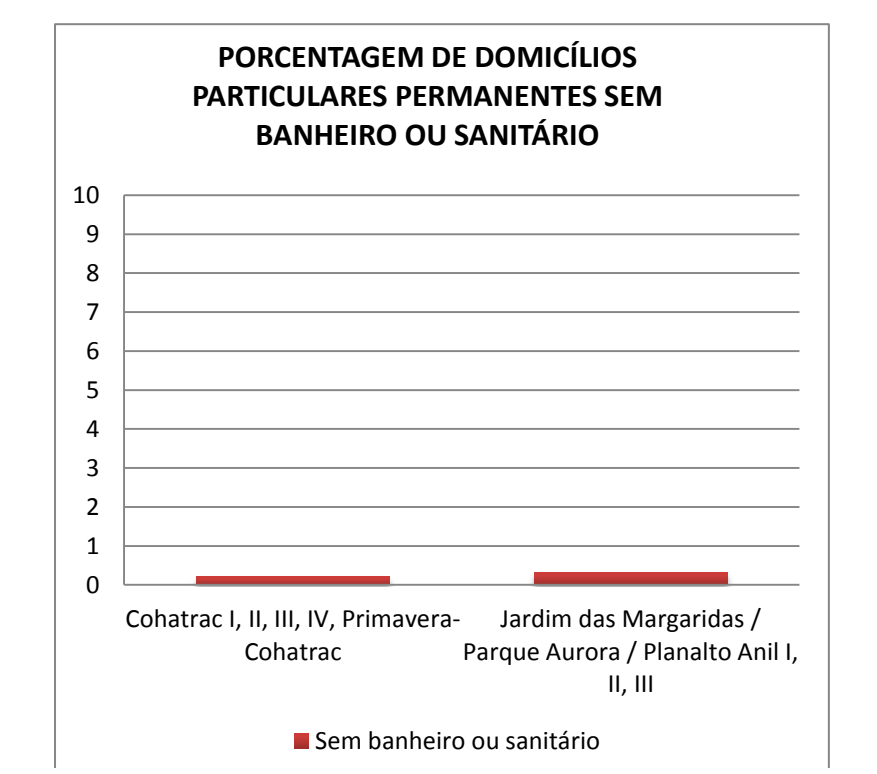 PORCENTAGEM DE DOMICÍLIOS
PARTICULARES PERMANENTES SEM
BANHEIRO OU SANITÁRIO
10
9
8
7
6
5
4
3
2
1
0
Cohatrac I, II, III, IV, Primavera-
Cohatrac
Jardim das Margaridas /
Parque Aurora / Planalto Anil I,
II, III
Sem banheiro ou sanitário